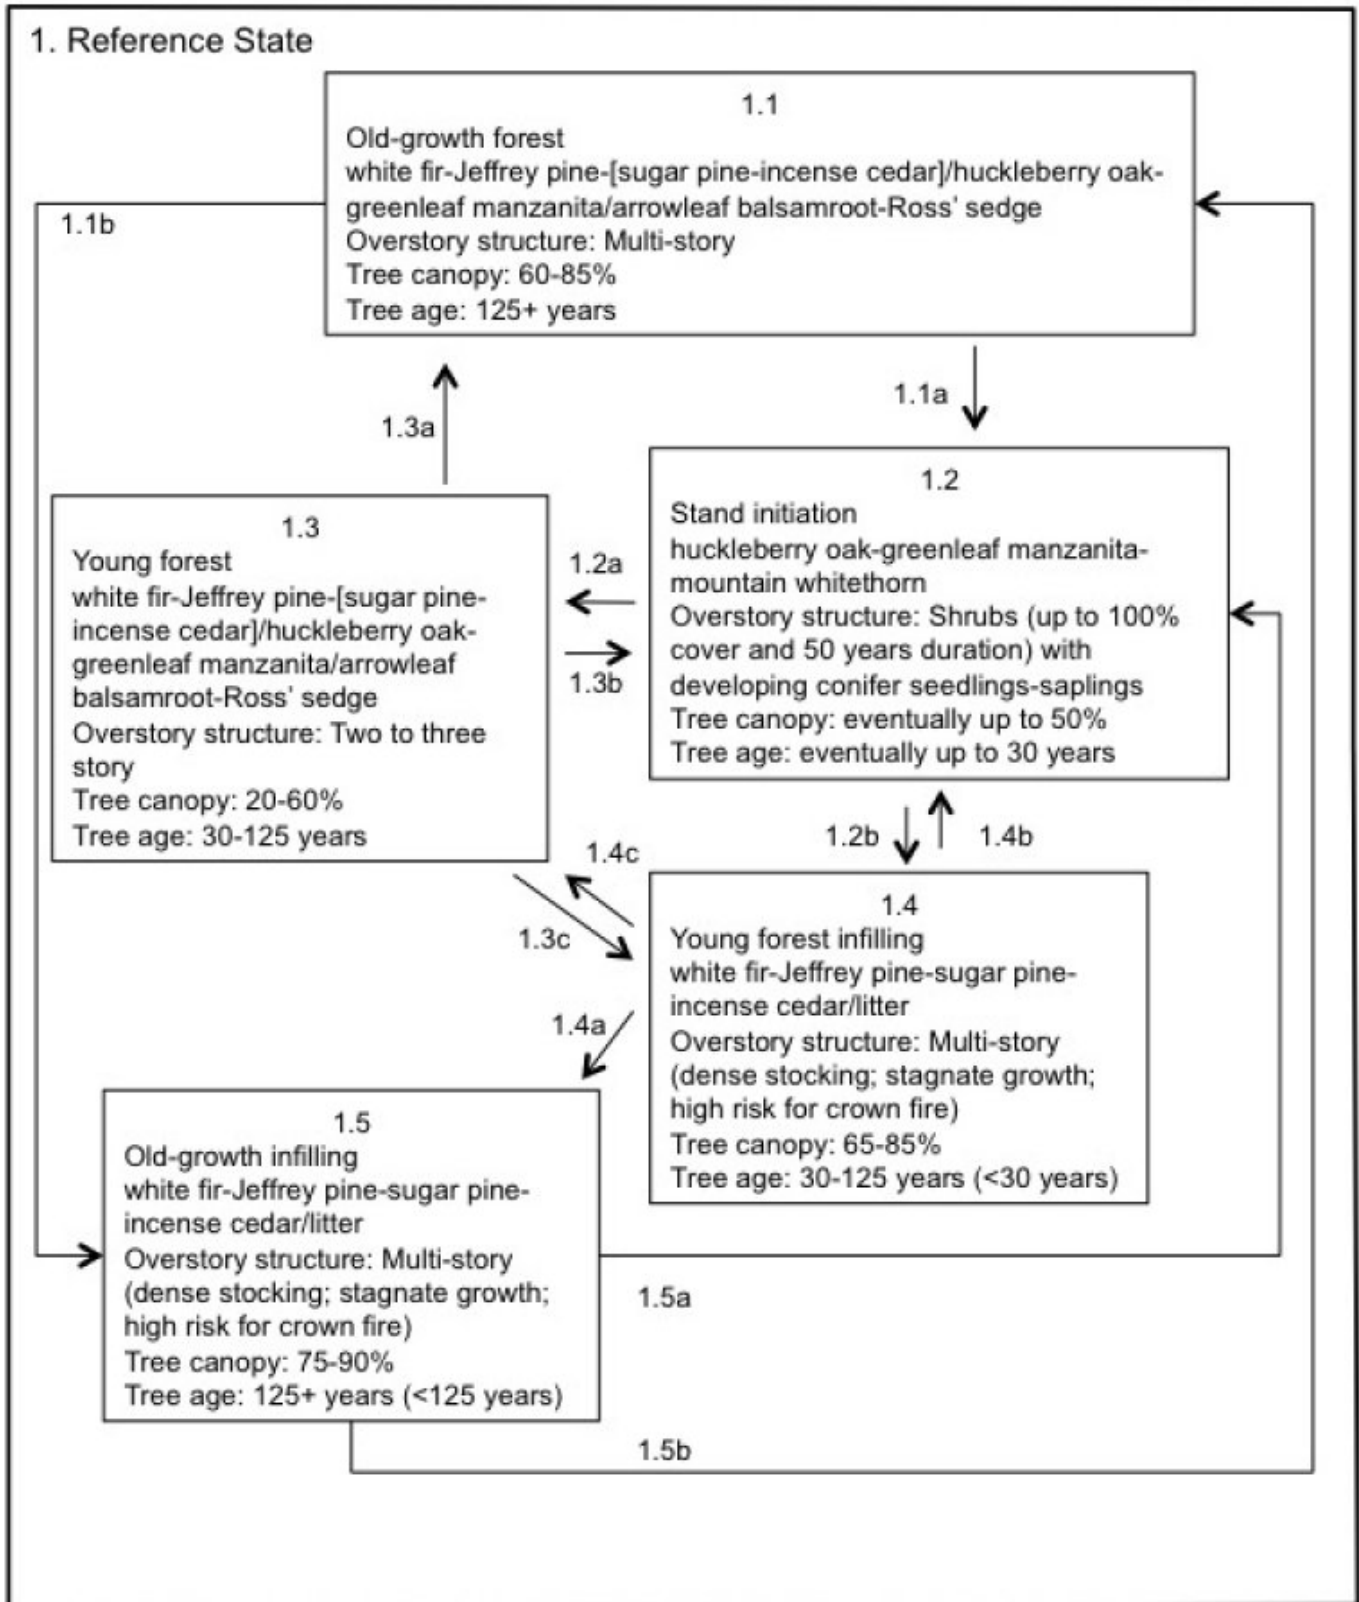 1. Reference State
1.1
Old-growth forest
white fir-Jeffrey pine-[sugar pine-incense cedar]/huckleberry oak-
greenleaf manzanita/arrowleaf balsamroot-Ross' sedge
Overstory structure: Multi-story
Tree canopy: 60-85%
Tree age: 125+ years
1.1b
1.1a
1.3a
1.2
Stand initiation
huckleberry oak-greenleaf manzanita-
mountain whitethorn
Overstory structure: Shrubs (up to 100%
cover and 50 years duration) with
developing conifer seedlings-saplings
Tree canopy: eventually up to 50%
Tree age: eventually up to 30 years
1.3
Young forest
white fir-Jeffrey pine-[sugar pine-
incense cedar]/huckleberry oak-
greenleaf manzanita/arrowleaf
balsamroot-Ross' sedge
Overstory structure: Two to three
story
Tree canopy: 20-60%
Tree age: 30-125 years
1.2a
1.3b
1.2b
1.4b
1.4c
1.3c
1.4
Young forest infilling
white fir-Jeffrey pine-sugar pine-
incense cedar/litter
Overstory structure: Multi-story
(dense stocking; stagnate growth;
high risk for crown fire)
Tree canopy: 65-85%
Tree age: 30-125 years (<30 years)
1.4a
1.5
Old-growth infilling
white fir-Jeffrey pine-sugar pine-
incense cedar/litter
Overstory structure: Multi-story
(dense stocking; stagnate growth;
high risk for crown fire)
Tree canopy: 75-90%
Tree age: 125+ years (<125 years)
1.5a
1.5b